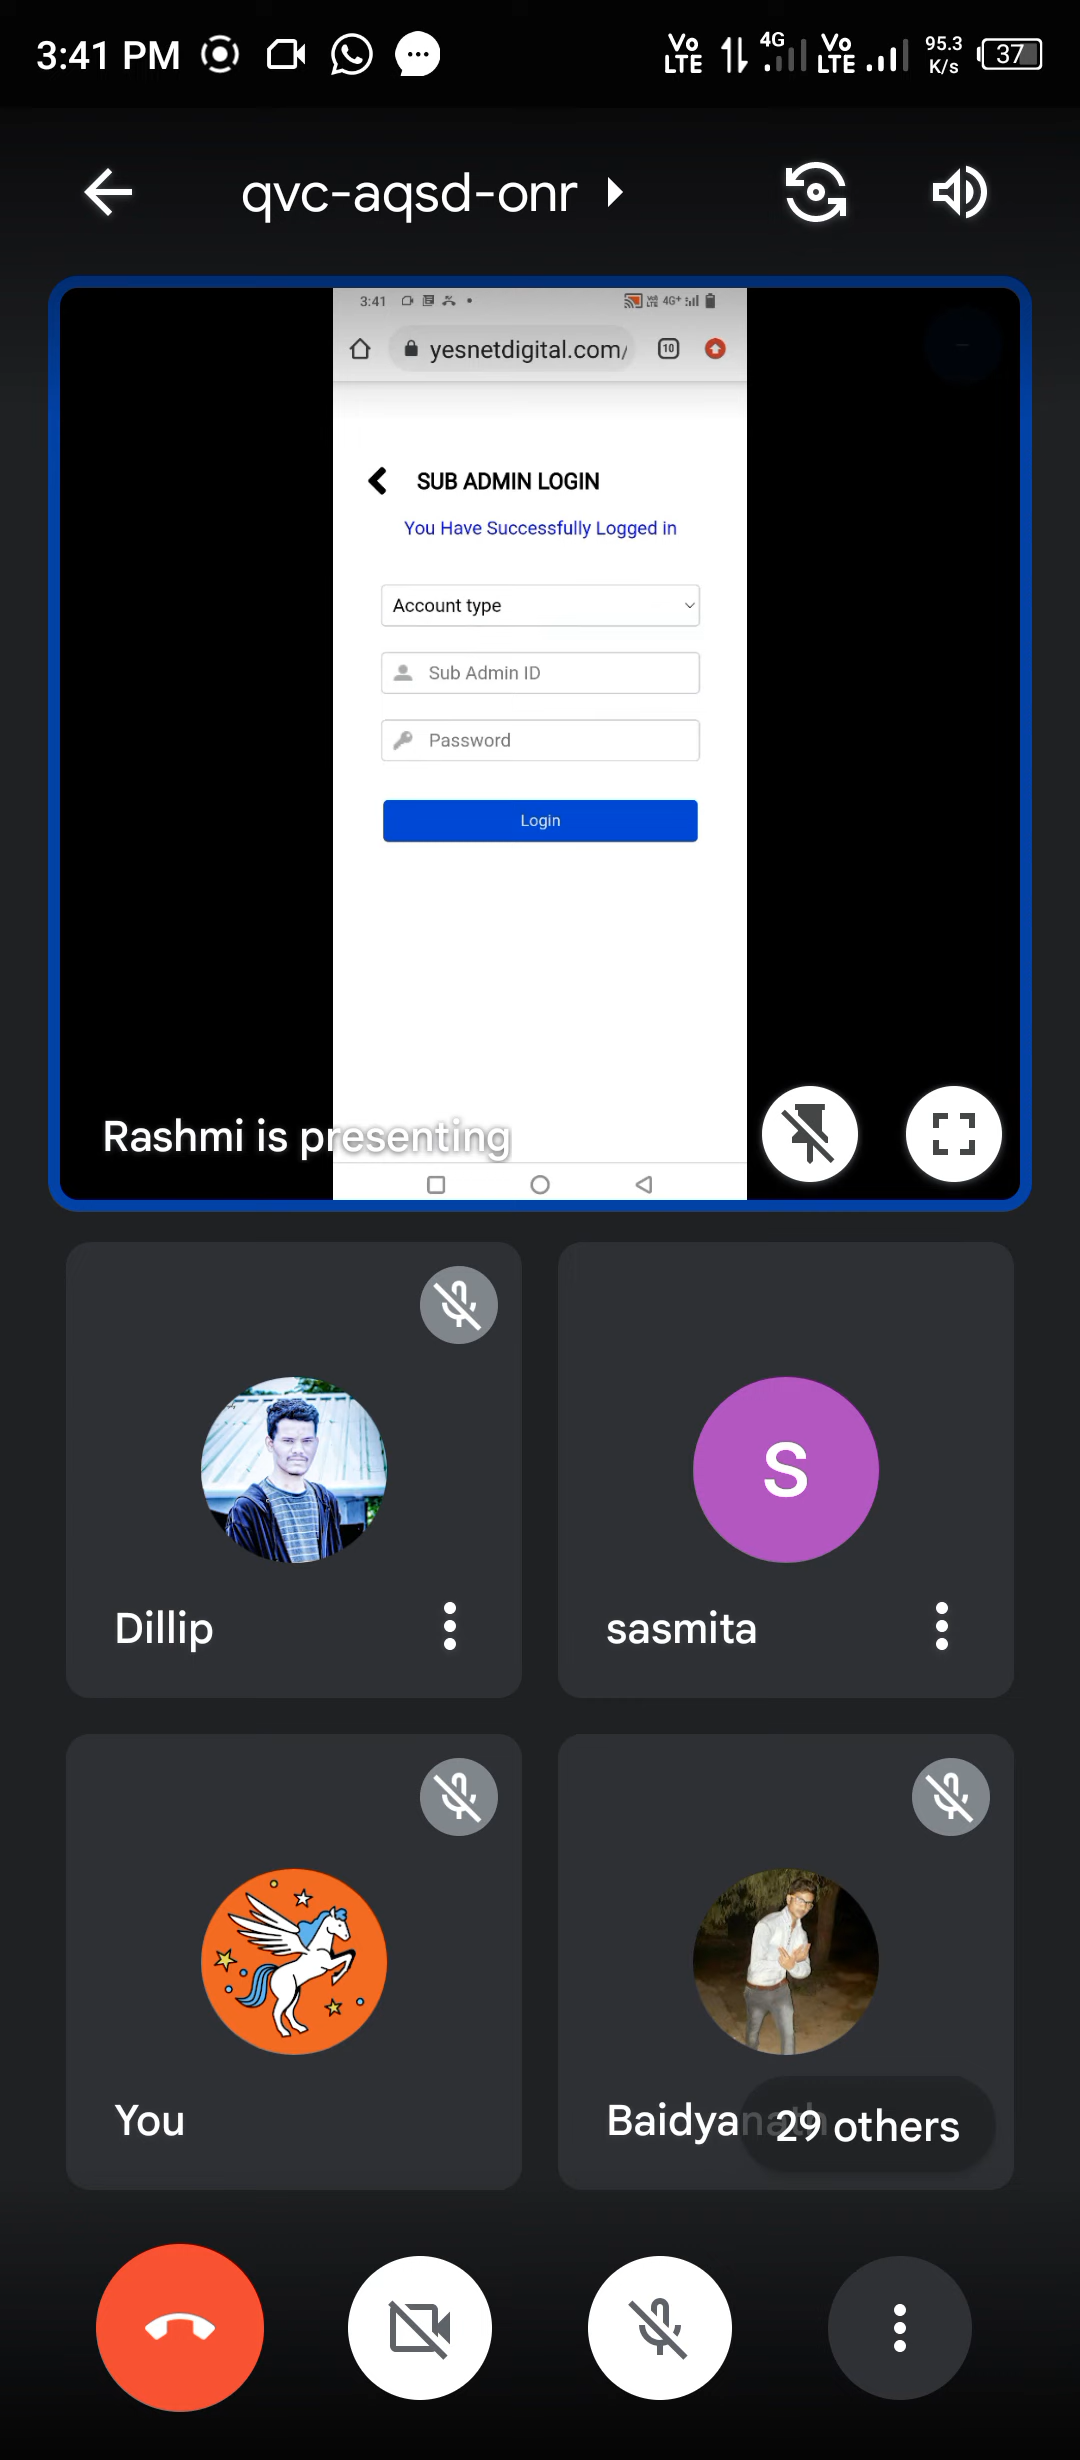 3:41 PM
Vo LTE 4G Vo LTE 95.3 K/s 37
qvc-aqsd-onr
3:41 4G+
yesnetdigital.com/ 10
SUB ADMIN LOGIN
You Have Successfully Logged in
Account type
Sub Admin ID
Password
Login
Rashmi is presenting
S
Dillip
sasmita
You
Baidyanath
29 others